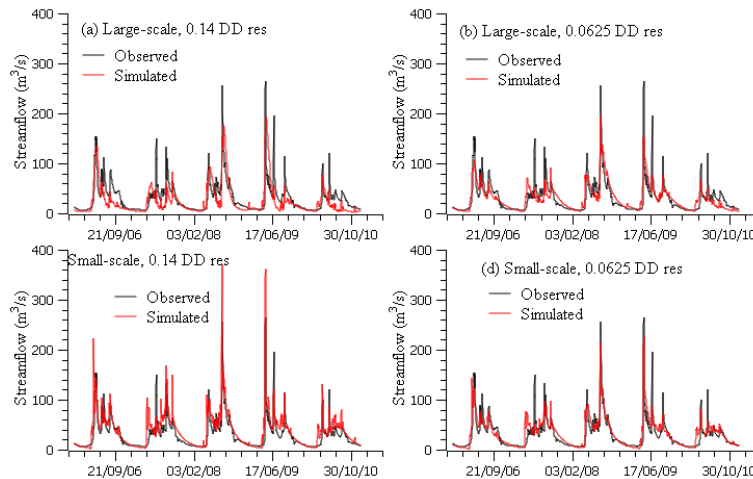 (a) Large-scale, 0.14 DD res
Observed
Simulated
Streamflow (m³/s)
400
300
200
100
0
21/09/06 03/02/08 17/06/09 30/10/10
(b) Large-scale, 0.0625 DD res
Observed
Simulated
Streamflow (m³/s)
400
300
200
100
0
21/09/06 03/02/08 17/06/09 30/10/10
Small-scale, 0.14 DD res
Observed
Simulated
Streamflow (m³/s)
400
300
200
100
0
21/09/06 03/02/08 17/06/09 30/10/10
(d) Small-scale, 0.0625 DD res
Observed
Simulated
Streamflow (m³/s)
400
300
200
100
0
21/09/06 03/02/08 17/06/09 30/10/10